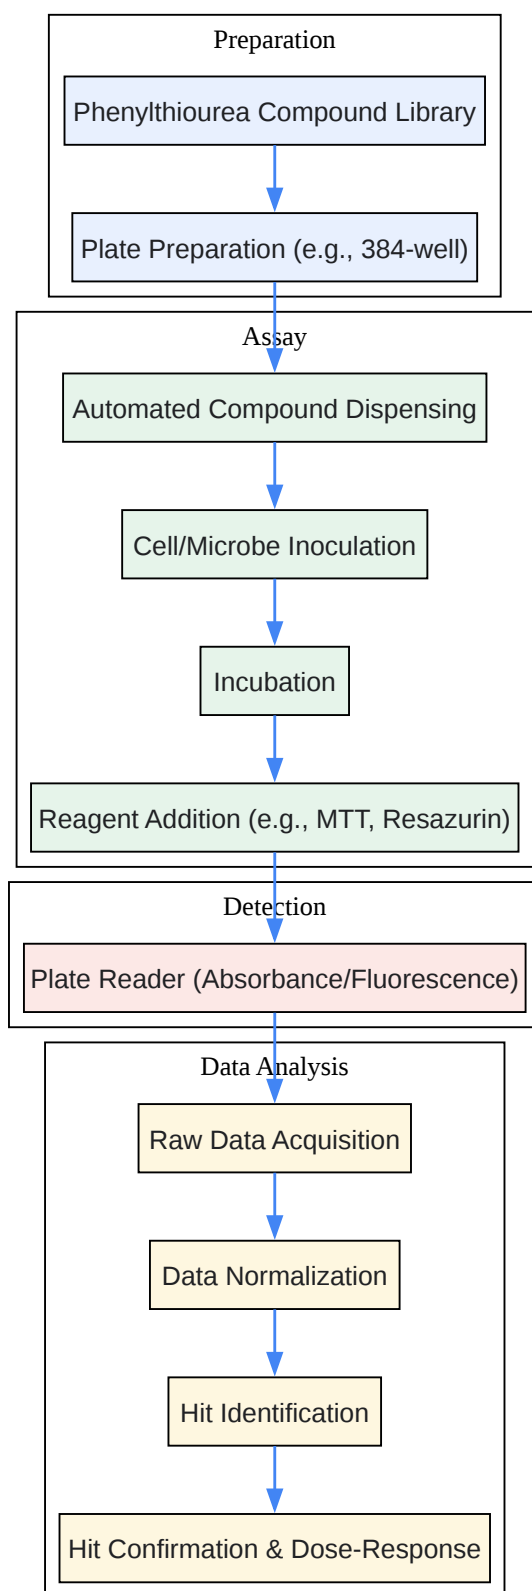 Preparation
Phenylthiourea Compound Library
Plate Preparation (e.g., 384-well)
Assay
Automated Compound Dispensing
Cell/Microbe Inoculation
Incubation
Reagent Addition (e.g., MTT, Resazurin)
Detection
Plate Reader (Absorbance/Fluorescence)
Data Analysis
Raw Data Acquisition
Data Normalization
Hit Identification
Hit Confirmation & Dose-Response